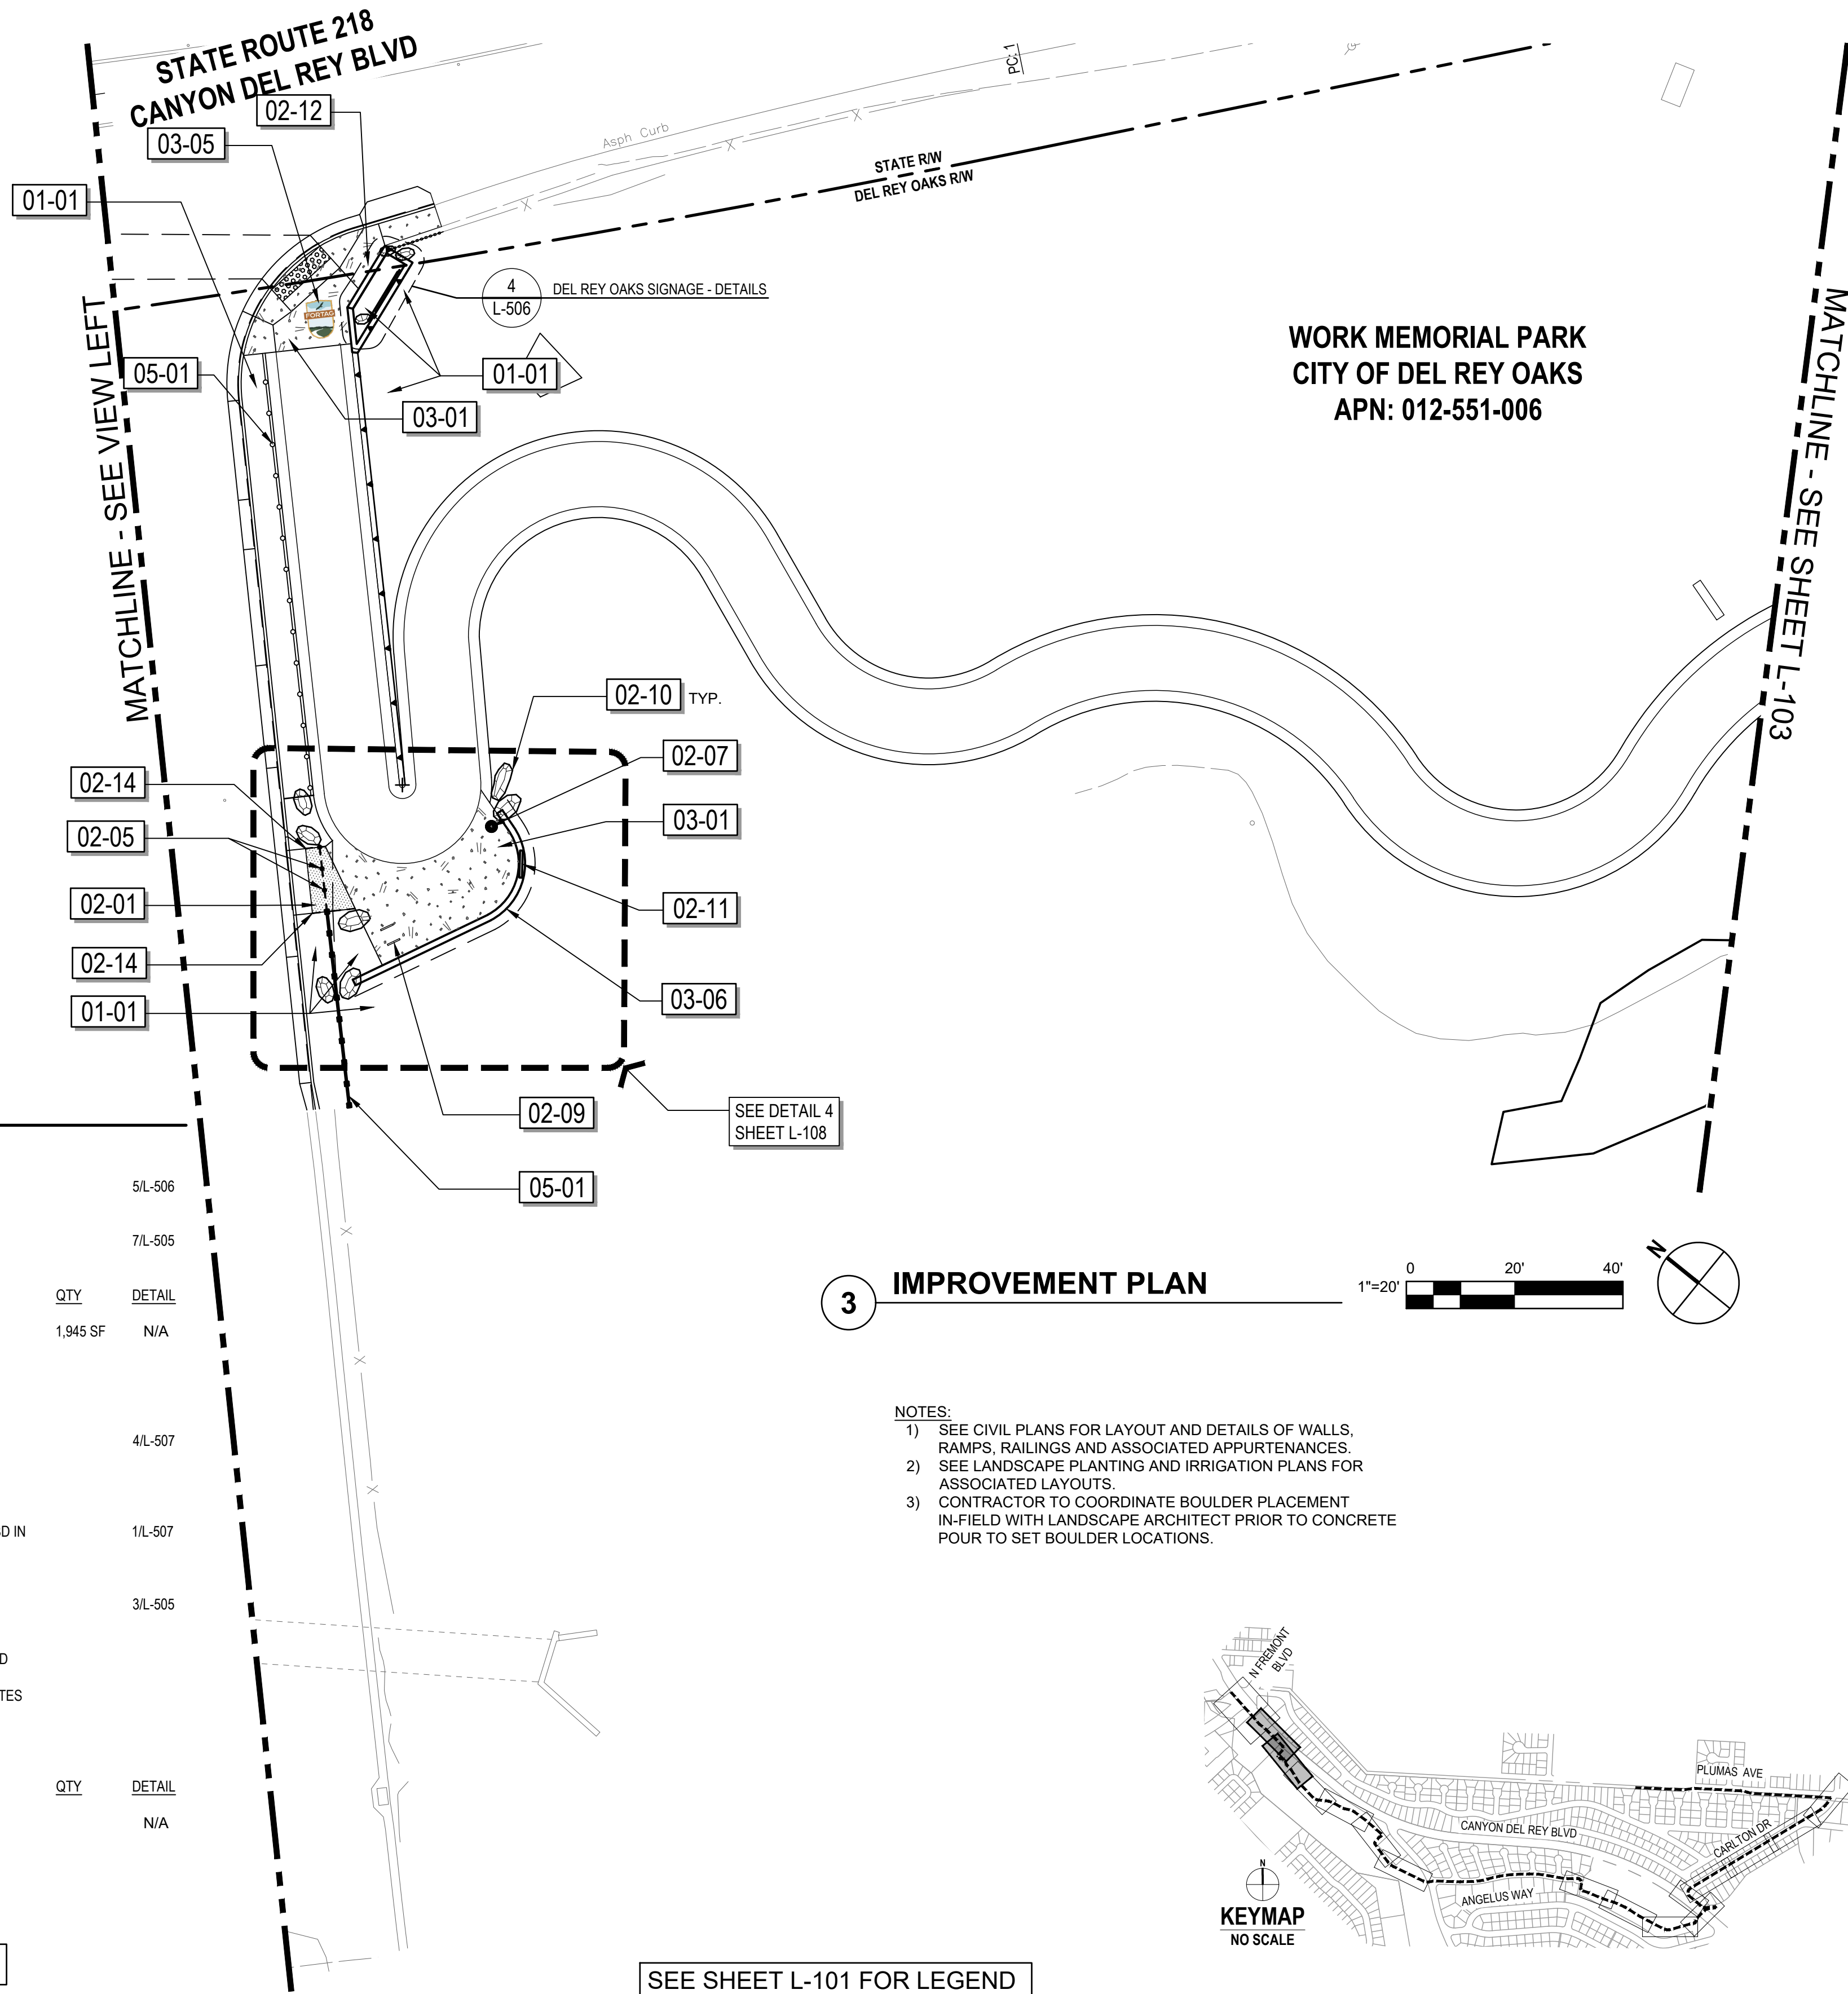 STATE ROUTE 218
CANYON DEL REY BLVD
PC: 1
02-12
03-05
01-01
Asph Curb
STATE R/W
DEL REY OAKS R/W
FORTAG
4
L-506
DEL REY OAKS SIGNAGE - DETAILS
01-01
05-01
03-01
WORK MEMORIAL PARK
CITY OF DEL REY OAKS
APN: 012-551-006
MATCHLINE - SEE VIEW LEFT
MATCHLINE - SEE SHEET L-103
02-10 TYP.
02-07
02-14
03-01
02-05
02-01
02-11
02-14
03-06
01-01
02-09
SEE DETAIL 4
SHEET L-108
05-01
5/L-506
7/L-505
QTY DETAIL
1,945 SF N/A
4/L-507
D IN 1/L-507
3/L-505
D
TES
QTY DETAIL
N/A
3 IMPROVEMENT PLAN
1"=20'
0 20' 40'
N
NOTES:
1) SEE CIVIL PLANS FOR LAYOUT AND DETAILS OF WALLS,
RAMPS, RAILINGS AND ASSOCIATED APPURTENANCES.
2) SEE LANDSCAPE PLANTING AND IRRIGATION PLANS FOR
ASSOCIATED LAYOUTS.
3) CONTRACTOR TO COORDINATE BOULDER PLACEMENT
IN-FIELD WITH LANDSCAPE ARCHITECT PRIOR TO CONCRETE
POUR TO SET BOULDER LOCATIONS.
N FREMONT
BLVD
PLUMAS AVE
CANYON DEL REY BLVD
CARLTON DR
ANGELUS WAY
N
KEYMAP
NO SCALE
SEE SHEET L-101 FOR LEGEND